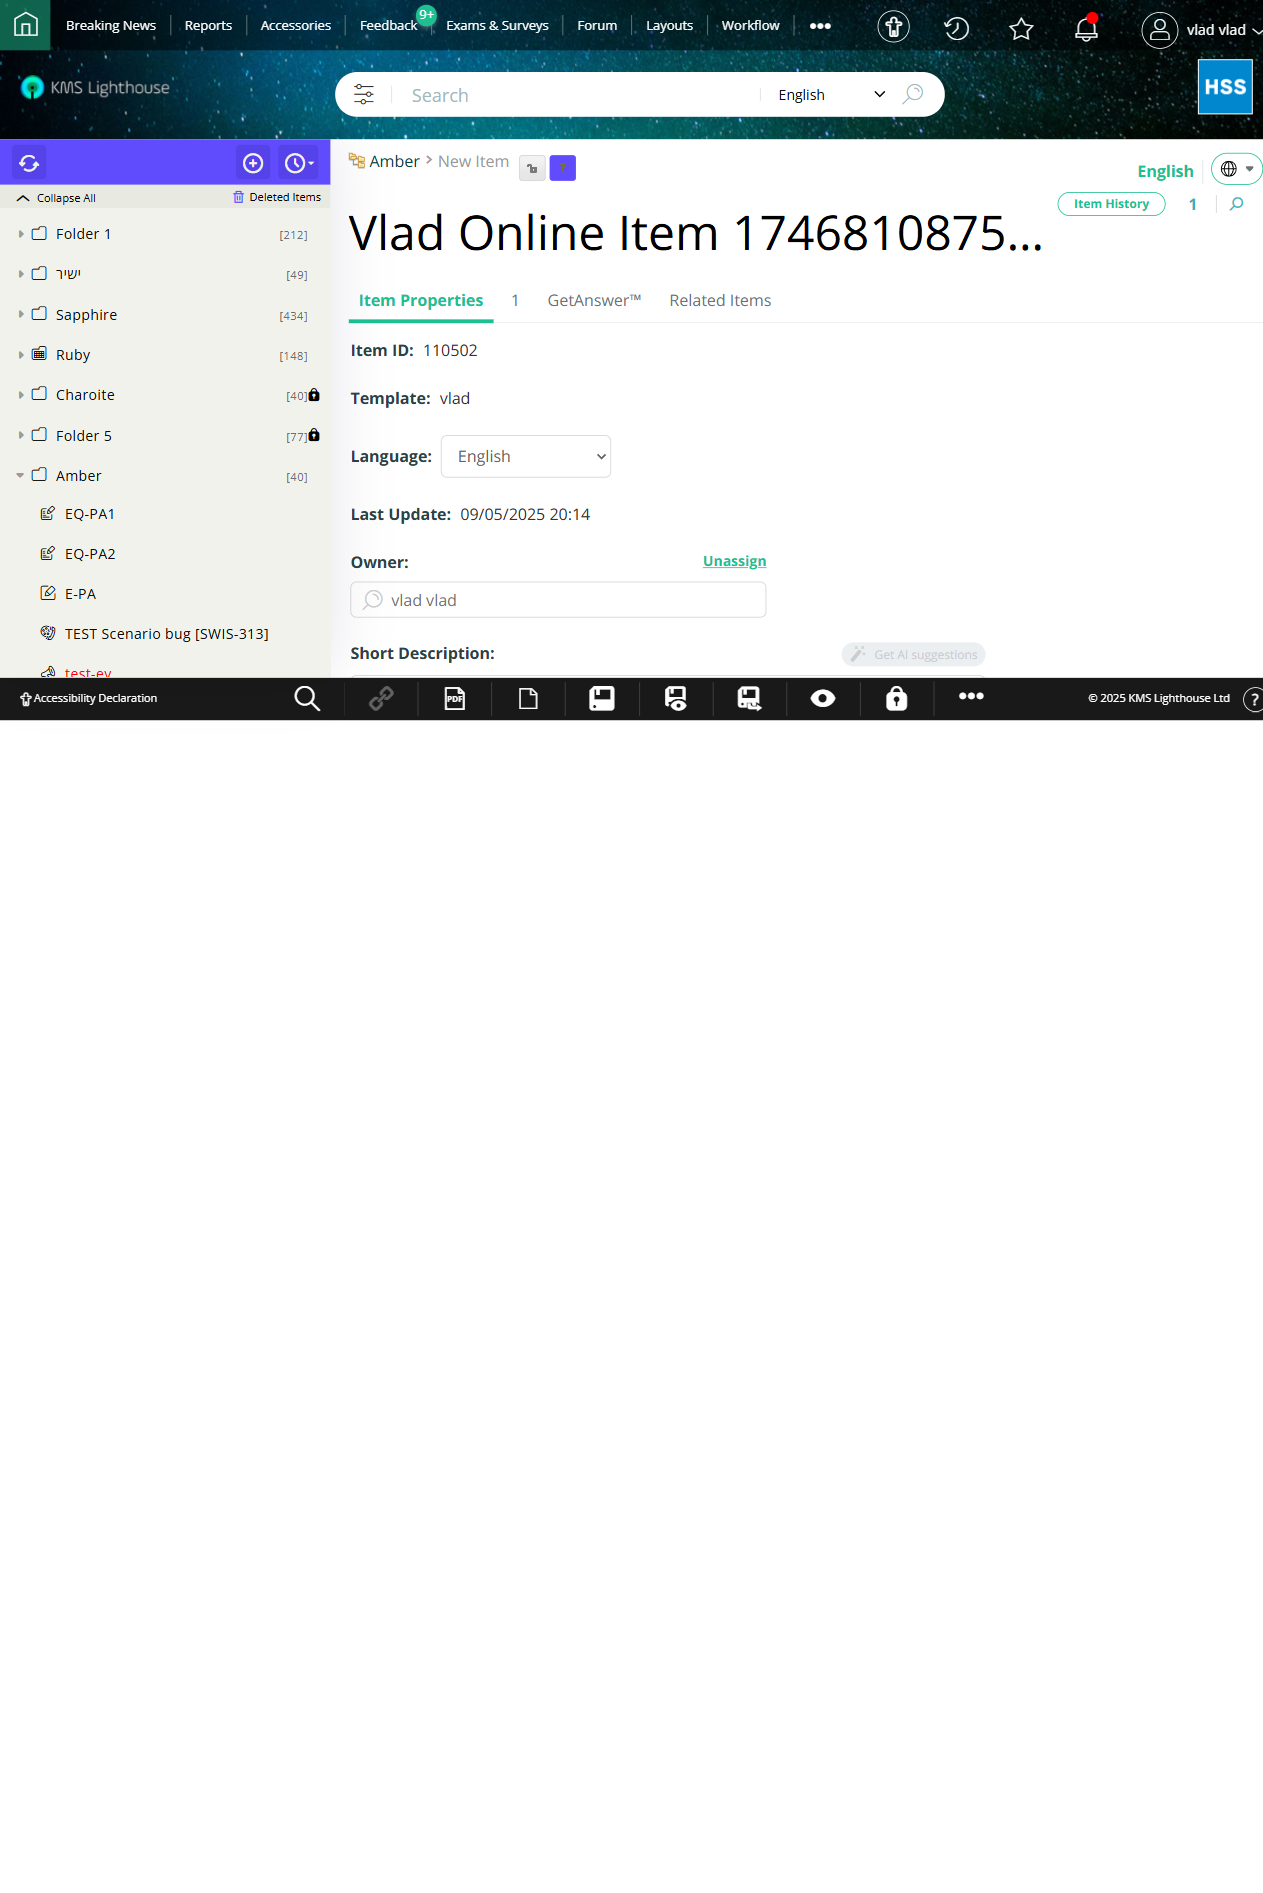 Breaking News
Reports
Accessories
Feedback
9+
Exams & Surveys
Forum
Layouts
Workflow
•••
vlad vlad
KMS Lighthouse
Search
English
HSS
Collapse All
Deleted Items
Folder 1 [212]
ישיר [49]
Sapphire [434]
Ruby [148]
Charoite [40]
Folder 5 [77]
Amber [40]
EQ-PA1
EQ-PA2
E-PA
TEST Scenario bug [SWIS-313]
test-ev
Amber > New Item
English
Item History 1
Vlad Online Item 1746810875...
Item Properties
1
GetAnswer™
Related Items
Item ID: 110502
Template: vlad
Language: English
Last Update: 09/05/2025 20:14
Owner: Unassign
vlad vlad
Short Description: Get AI suggestions
Accessibility Declaration
PDF
•••
© 2025 KMS Lighthouse Ltd
?